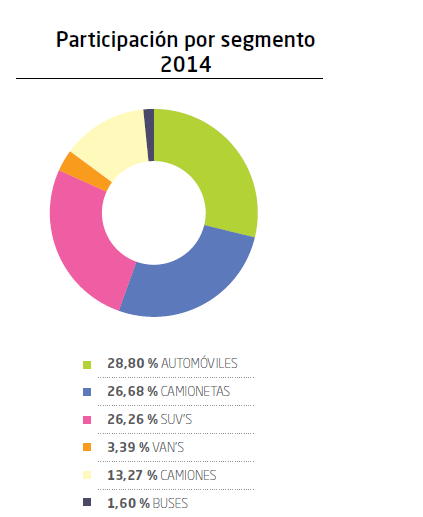 Participación por segmento
2014
28,80 % AUTOMÓVILES
26,68 % CAMIONETAS
26,26 % SUV'S
3,39 % VAN'S
13,27 % CAMIONES
1,60 % BUSES